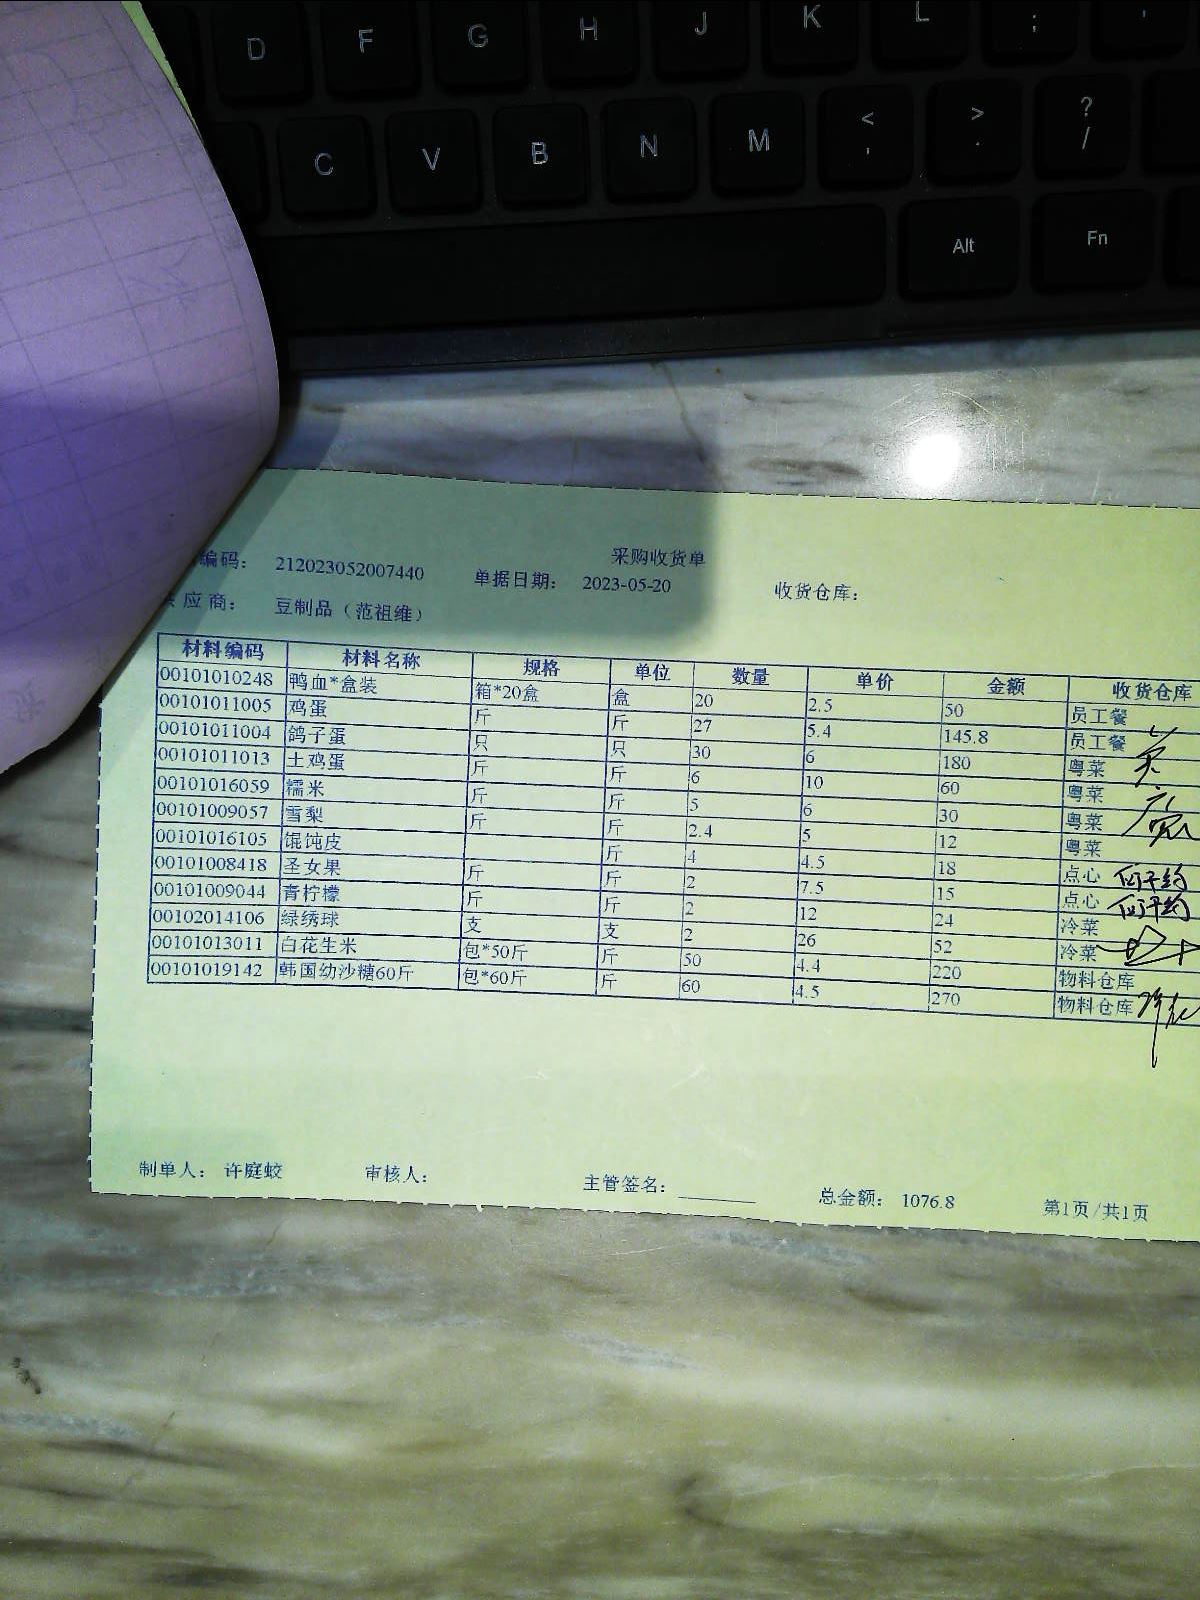 D F G H J K L ; '
C V B N M < , > . ? /
Alt Fn
采购收货单
编码： 212023052007440 单据日期： 2023-05-20 收货仓库：
应商： 豆制品（范祖维）
材料编码 材料名称 规格 单位 数量 单价 金额 收货仓库
00101010248 鸭血*盒装 箱*20盒 盒 20 2.5 50 员工餐
00101011005 鸡蛋 斤 斤 27 5.4 145.8 员工餐
00101011004 鸽子蛋 只 只 30 6 180 粤菜
00101011013 土鸡蛋 斤 斤 6 10 60 粤菜
00101016059 糯米 斤 斤 5 6 30 粤菜
00101009057 雪梨 斤 斤 2.4 5 12 粤菜
00101016105 馄饨皮 斤 4 4.5 18 点心
00101008418 圣女果 斤 斤 2 7.5 15 点心
00101009044 青柠檬 斤 斤 2 12 24 冷菜
00102014106 绿绣球 支 支 2 26 52 冷菜
00101013011 白花生米 包*50斤 斤 50 4.4 220 物料仓库
00101019142 韩国幼沙糖60斤 包*60斤 斤 60 4.5 270 物料仓库
制单人： 许庭蛟 审核人： 主管签名： 总金额： 1076.8 第1页/共1页